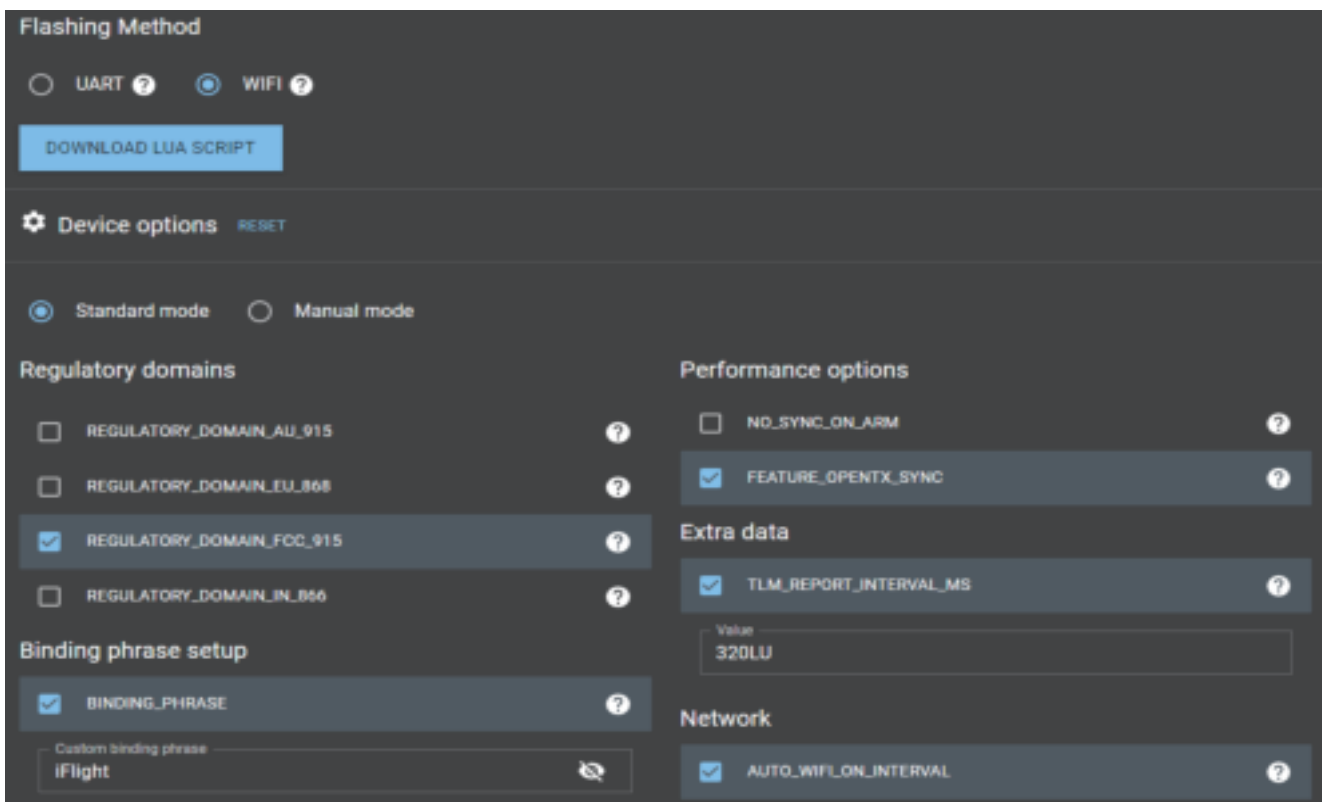 Flashing Method
UART ? WIFI ?
DOWNLOAD LUA SCRIPT
Device options RESET
Standard mode Manual mode
Regulatory domains
REGULATORY_DOMAIN_AU_915 ?
REGULATORY_DOMAIN_EU_868 ?
REGULATORY_DOMAIN_FCC_915 ?
REGULATORY_DOMAIN_IN_866 ?
Binding phrase setup
BINDING_PHRASE ?
Custom binding phrase
iFlight
Performance options
NO_SYNC_ON_ARM ?
FEATURE_OPENTX_SYNC ?
Extra data
TLM_REPORT_INTERVAL_MS ?
Value
320LU
Network
AUTO_WIFI_ON_INTERVAL ?